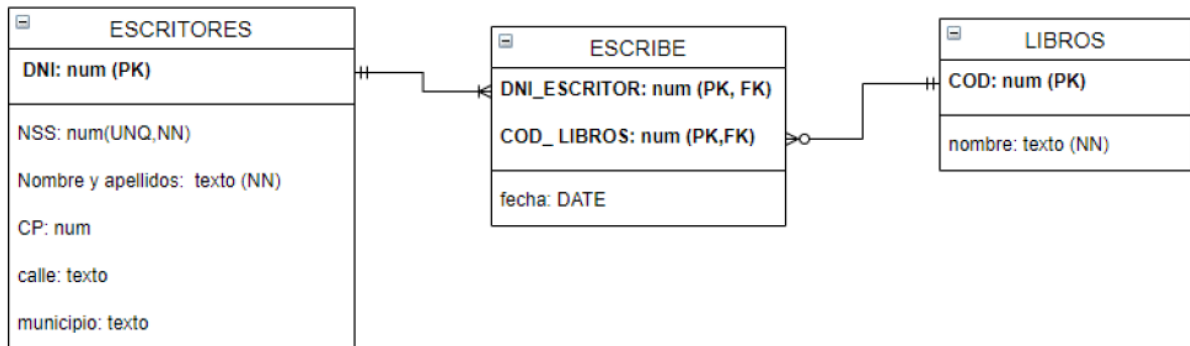 ESCRITORES
DNI: num (PK)
NSS: num(UNQ,NN)
Nombre y apellidos: texto (NN)
CP: num
calle: texto
municipio: texto
ESCRIBE
DNI_ESCRITOR: num (PK, FK)
COD_ LIBROS: num (PK,FK)
fecha: DATE
LIBROS
COD: num (PK)
nombre: texto (NN)